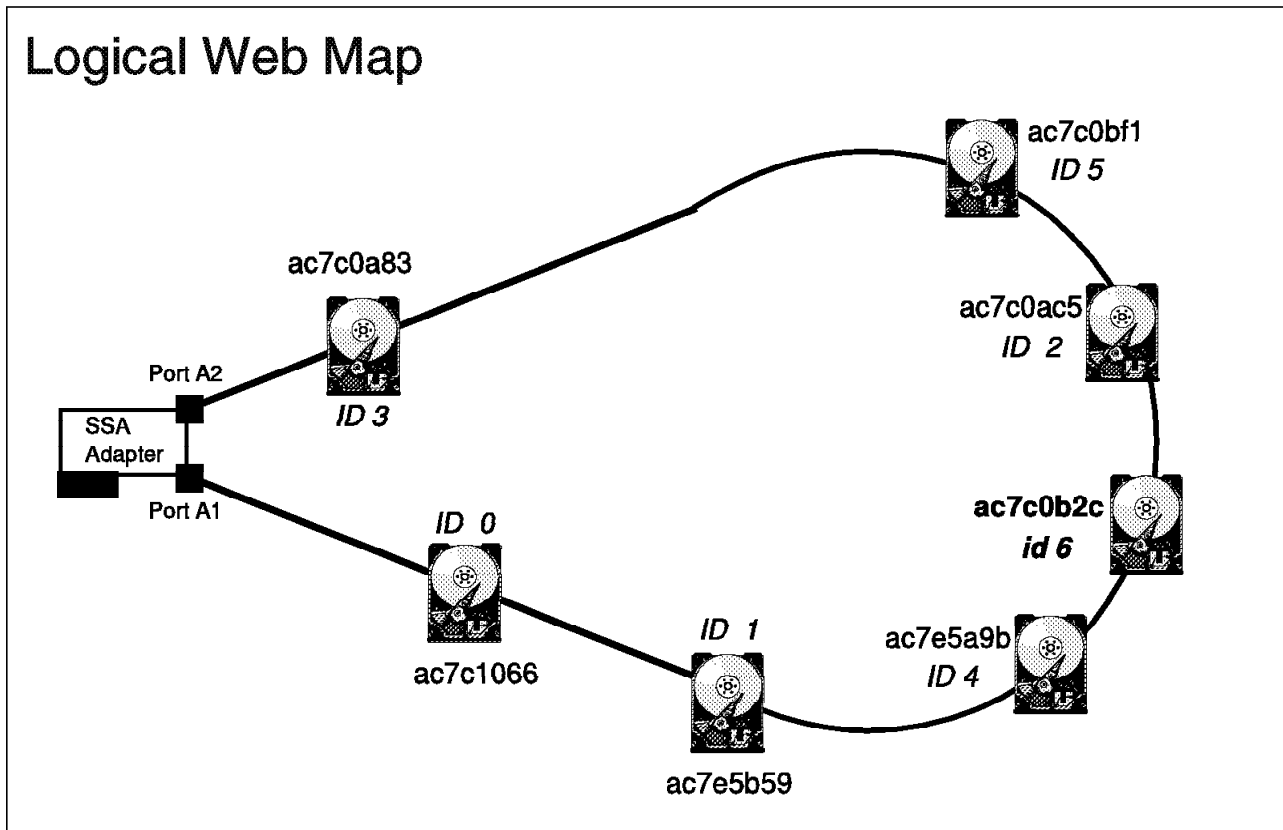 Logical Web Map
ac7c0bf1
ID 5
ac7c0a83
ID 3
ac7c0ac5
ID 2
Port A2
SSA
Adapter
Port A1
ac7c0b2c
id 6
ID 0
ac7c1066
ID 1
ac7e5b59
ac7e5a9b
ID 4